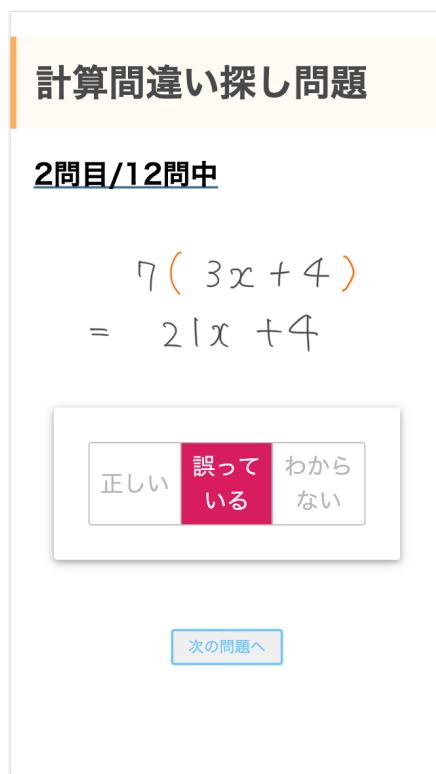 計算間違い探し問題
2問目/12問中
7(3x+4)
= 21x +4
正しい
誤って
いる
わから
ない
次の問題へ